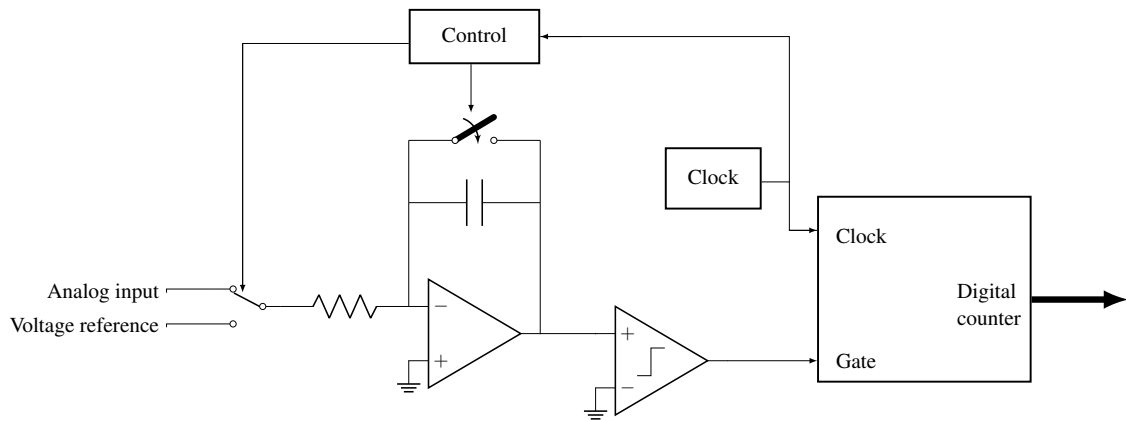 Control
Clock
Clock
Analog input
Voltage reference
Digital
counter
Gate
−
+
+
−